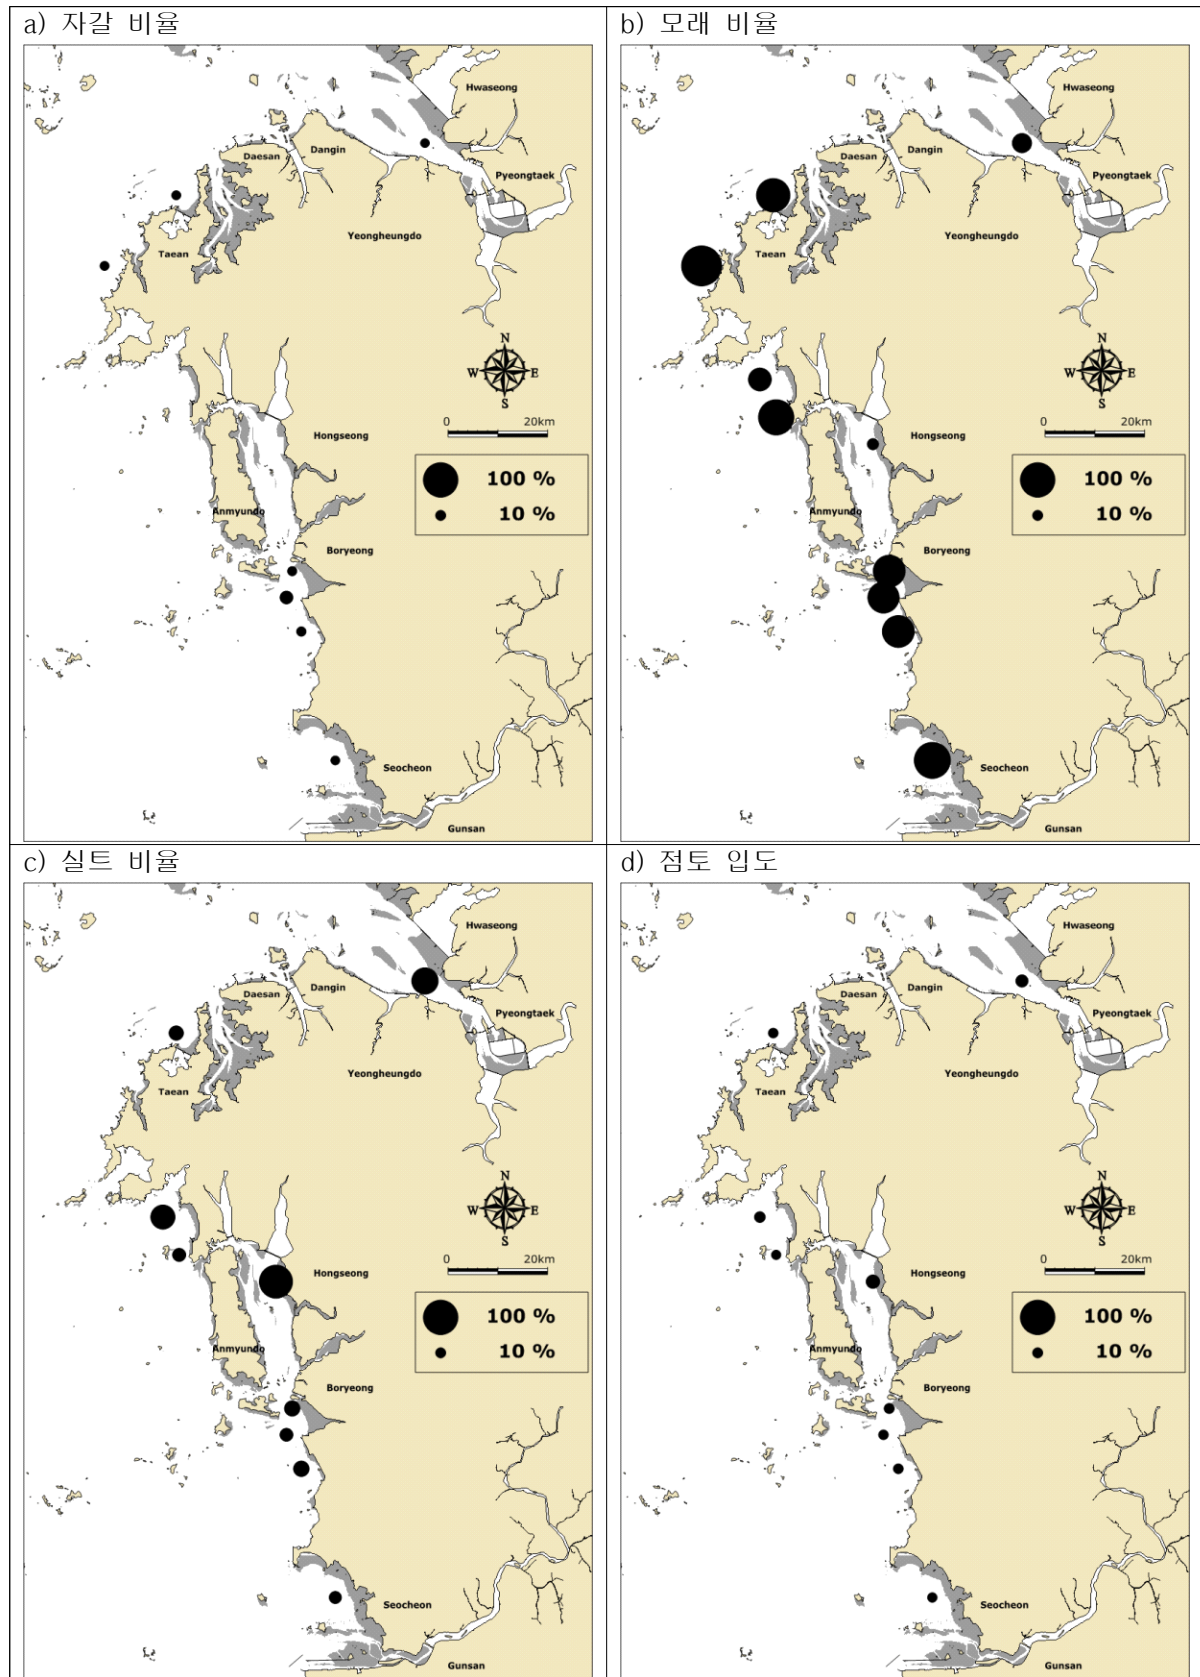 a) 자갈 비율
Hwaseong
Daesan
Dangin
Pyeongtaek
Yeongheungdo
Taean
N
W E
S
0 20km
Hongseong
100 %
10 %
Anmyundo
Boryeong
Seocheon
Gunsan
b) 모래 비율
Hwaseong
Daesan
Dangin
Pyeongtaek
Yeongheungdo
Taean
N
W E
S
0 20km
Hongseong
100 %
10 %
Anmyundo
Boryeong
Seocheon
Gunsan
c) 실트 비율
Hwaseong
Daesan
Dangin
Pyeongtaek
Yeongheungdo
Taean
N
W E
S
0 20km
Hongseong
100 %
10 %
Anmyundo
Boryeong
Seocheon
Gunsan
d) 점토 입도
Hwaseong
Daesan
Dangin
Pyeongtaek
Yeongheungdo
Taean
N
W E
S
0 20km
Hongseong
100 %
10 %
Anmyundo
Boryeong
Seocheon
Gunsan